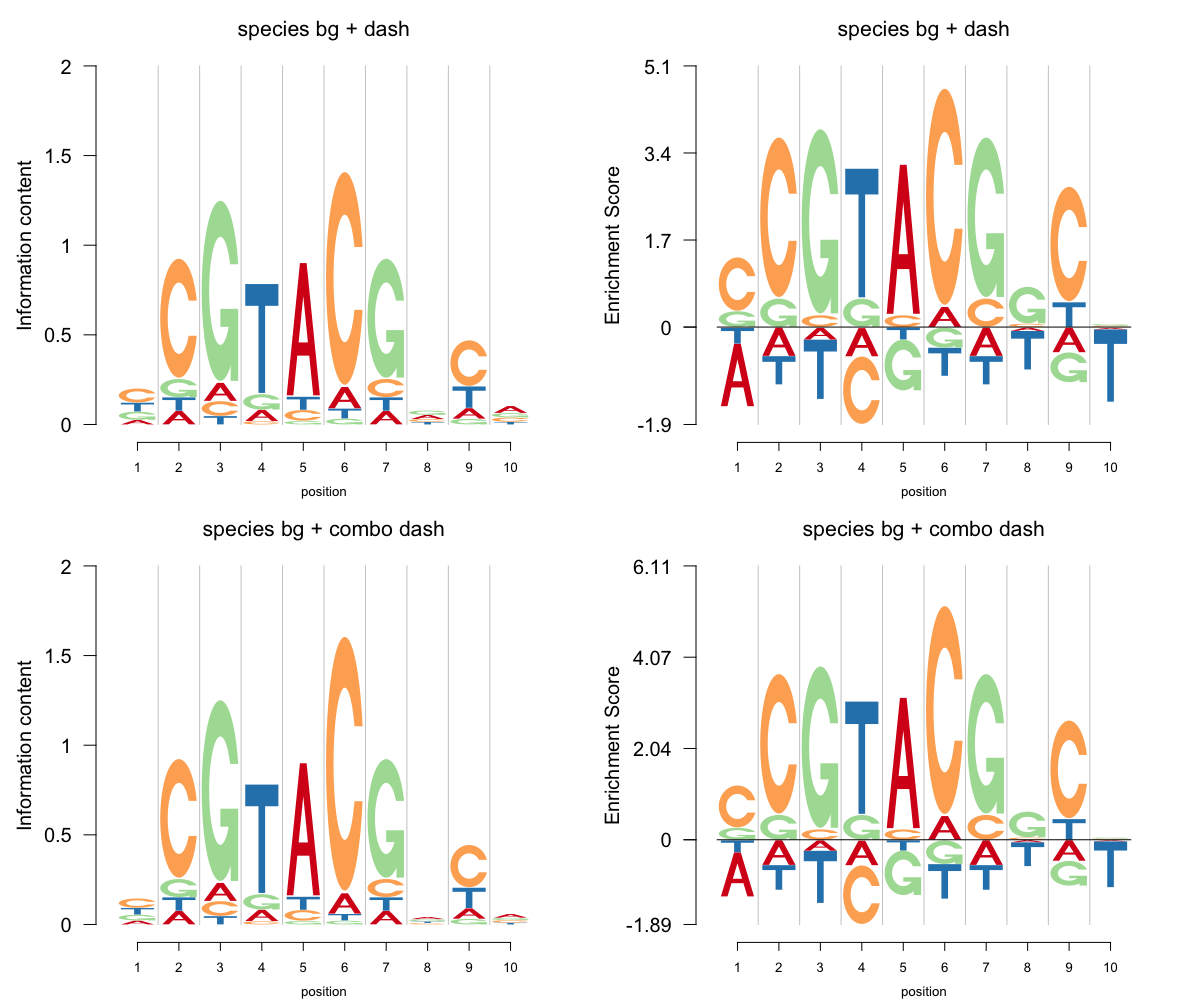 species bg + dash
Information content
2
1.5
1
0.5
0
C T G A
C G T A
G A C T
T G A C
A T C G
C A T G
G C T A
G A C T
C T A G
A G C T
1 2 3 4 5 6 7 8 9 10
position
species bg + dash
Enrichment Score
5.1
3.4
1.7
0
-1.9
C G T A
C G A T
G C A T
T G A C
A C T G
C A G T
G C A T
G C A T
C T A G
G A T
1 2 3 4 5 6 7 8 9 10
position
species bg + combo dash
Information content
2
1.5
1
0.5
0
C T G A
C G T A
G A C T
T G A C
A T C G
C A T G
G C T A
C T A G
1 2 3 4 5 6 7 8 9 10
position
species bg + combo dash
Enrichment Score
6.11
4.07
2.04
0
-1.89
C G T A
C G A T
G C A T
T G A C
A C T G
C A G T
G C A T
G T
C T A G
T
1 2 3 4 5 6 7 8 9 10
position